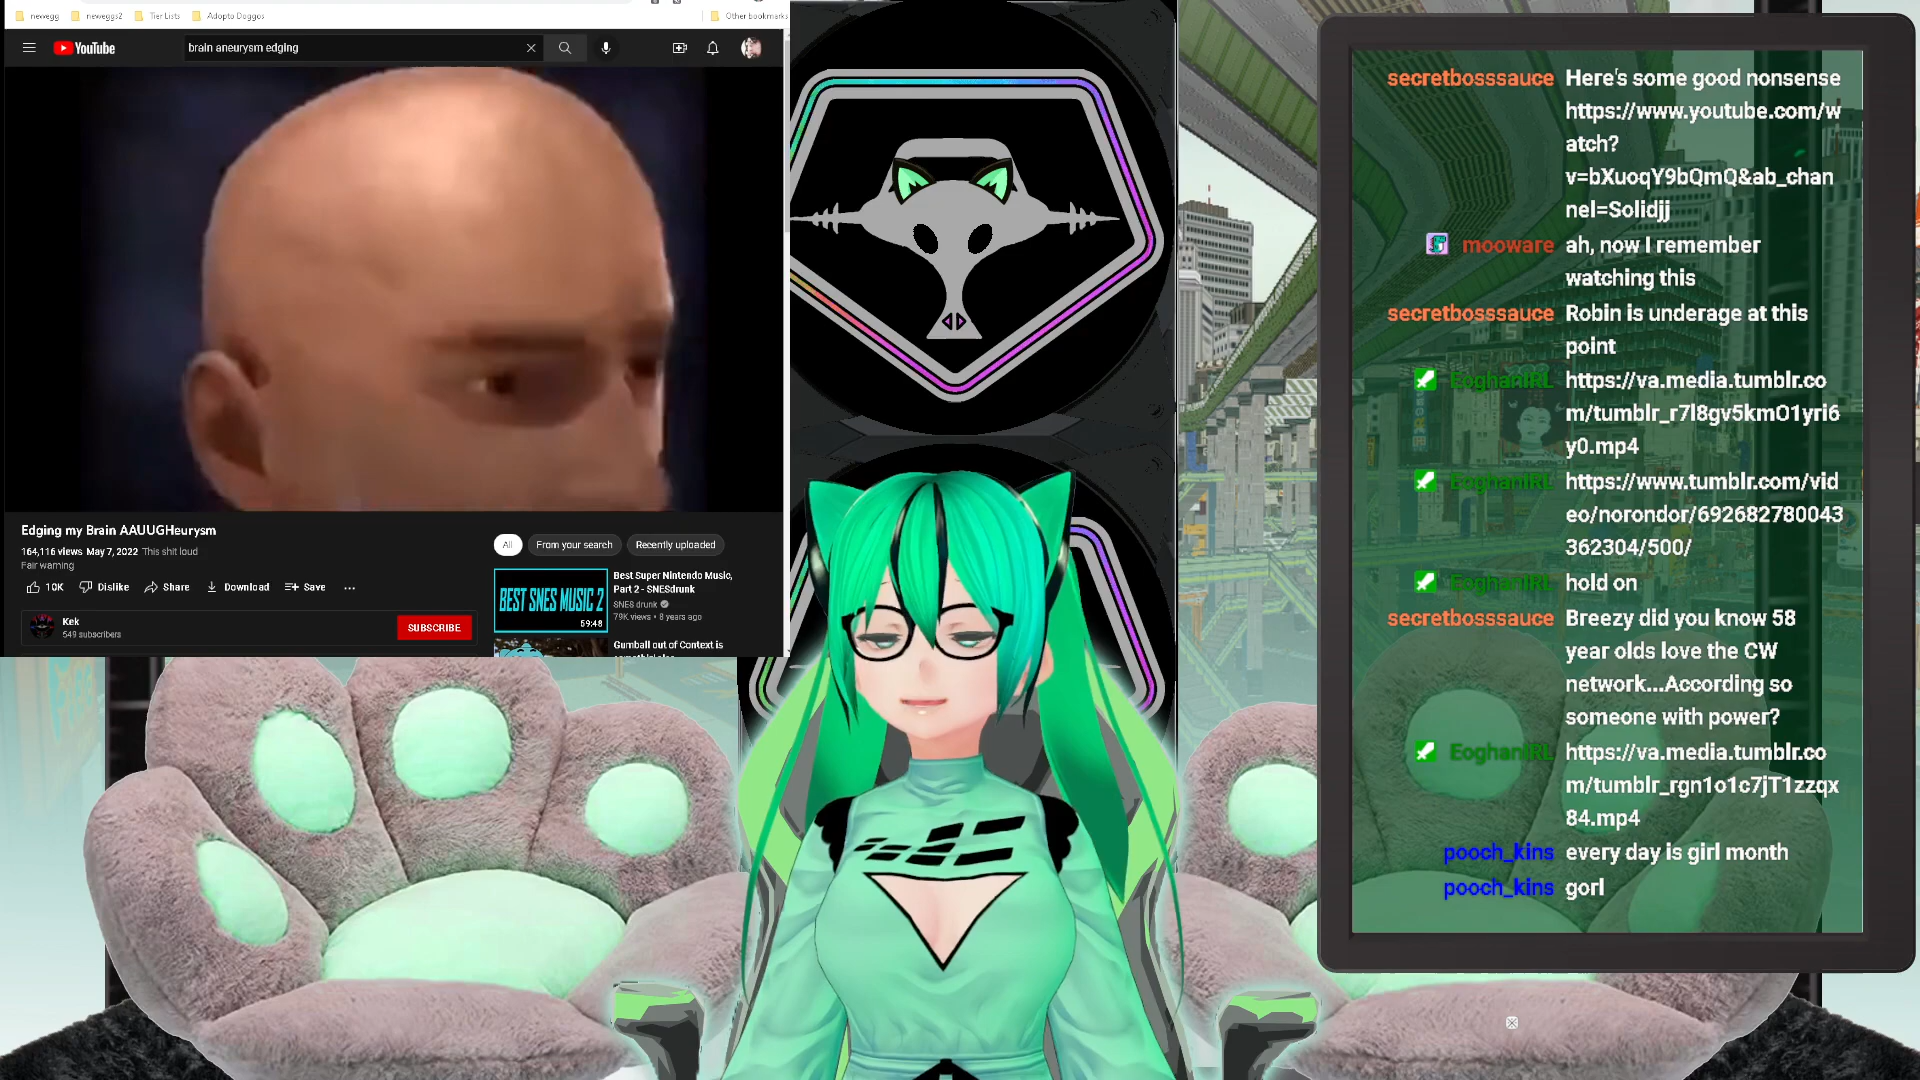 newegg
neweggs2
Tier Lists
Adopto Doggos
Other bookmarks
YouTube
brain aneurysm edging
Edging my Brain AAUUGHeurysm
164,116 views May 7, 2022 This shit loud
Fair warning
10K
Dislike
Share
Download
Save
Kek
549 subscribers
SUBSCRIBE
All
From your search
Recently uploaded
BEST SNES MUSIC 2
59:48
Best Super Nintendo Music,
Part 2 - SNESdrunk
SNES drunk
79K views • 8 years ago
Gumball out of Context is
secretbosssauce Here's some good nonsense
https://www.youtube.com/w
atch?
v=bXuoqY9bQmQ&ab_chan
nel=Solidjj
mooware ah, now I remember
watching this
secretbosssauce Robin is underage at this
point
EoghanIRL https://va.media.tumblr.co
m/tumblr_r7l8gv5kmO1yri6
y0.mp4
EoghanIRL https://www.tumblr.com/vid
eo/norondor/692682780043
362304/500/
EoghanIRL hold on
secretbosssauce Breezy did you know 58
year olds love the CW
network...According so
someone with power?
EoghanIRL https://va.media.tumblr.co
m/tumblr_rgn1o1c7jT1zzqx
84.mp4
pooch_kins every day is girl month
pooch_kins gorl